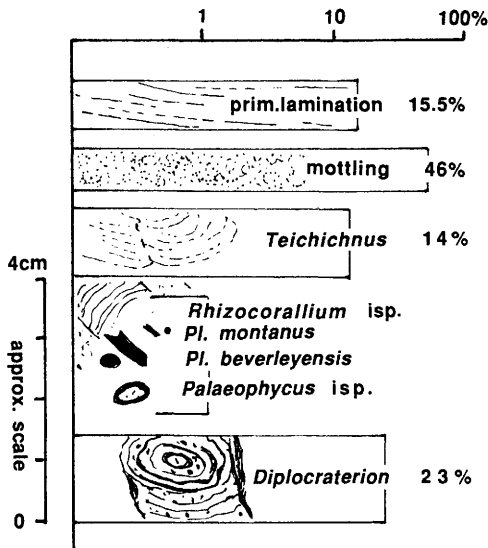 1 10 100%
prim.lamination 15.5%
mottling 46%
Teichichnus 14%
4cm
Rhizocorallium isp.
Pl. montanus
Pl. beverleyensis
Palaeophycus isp.
approx. scale
Diplocraterion 23%
0